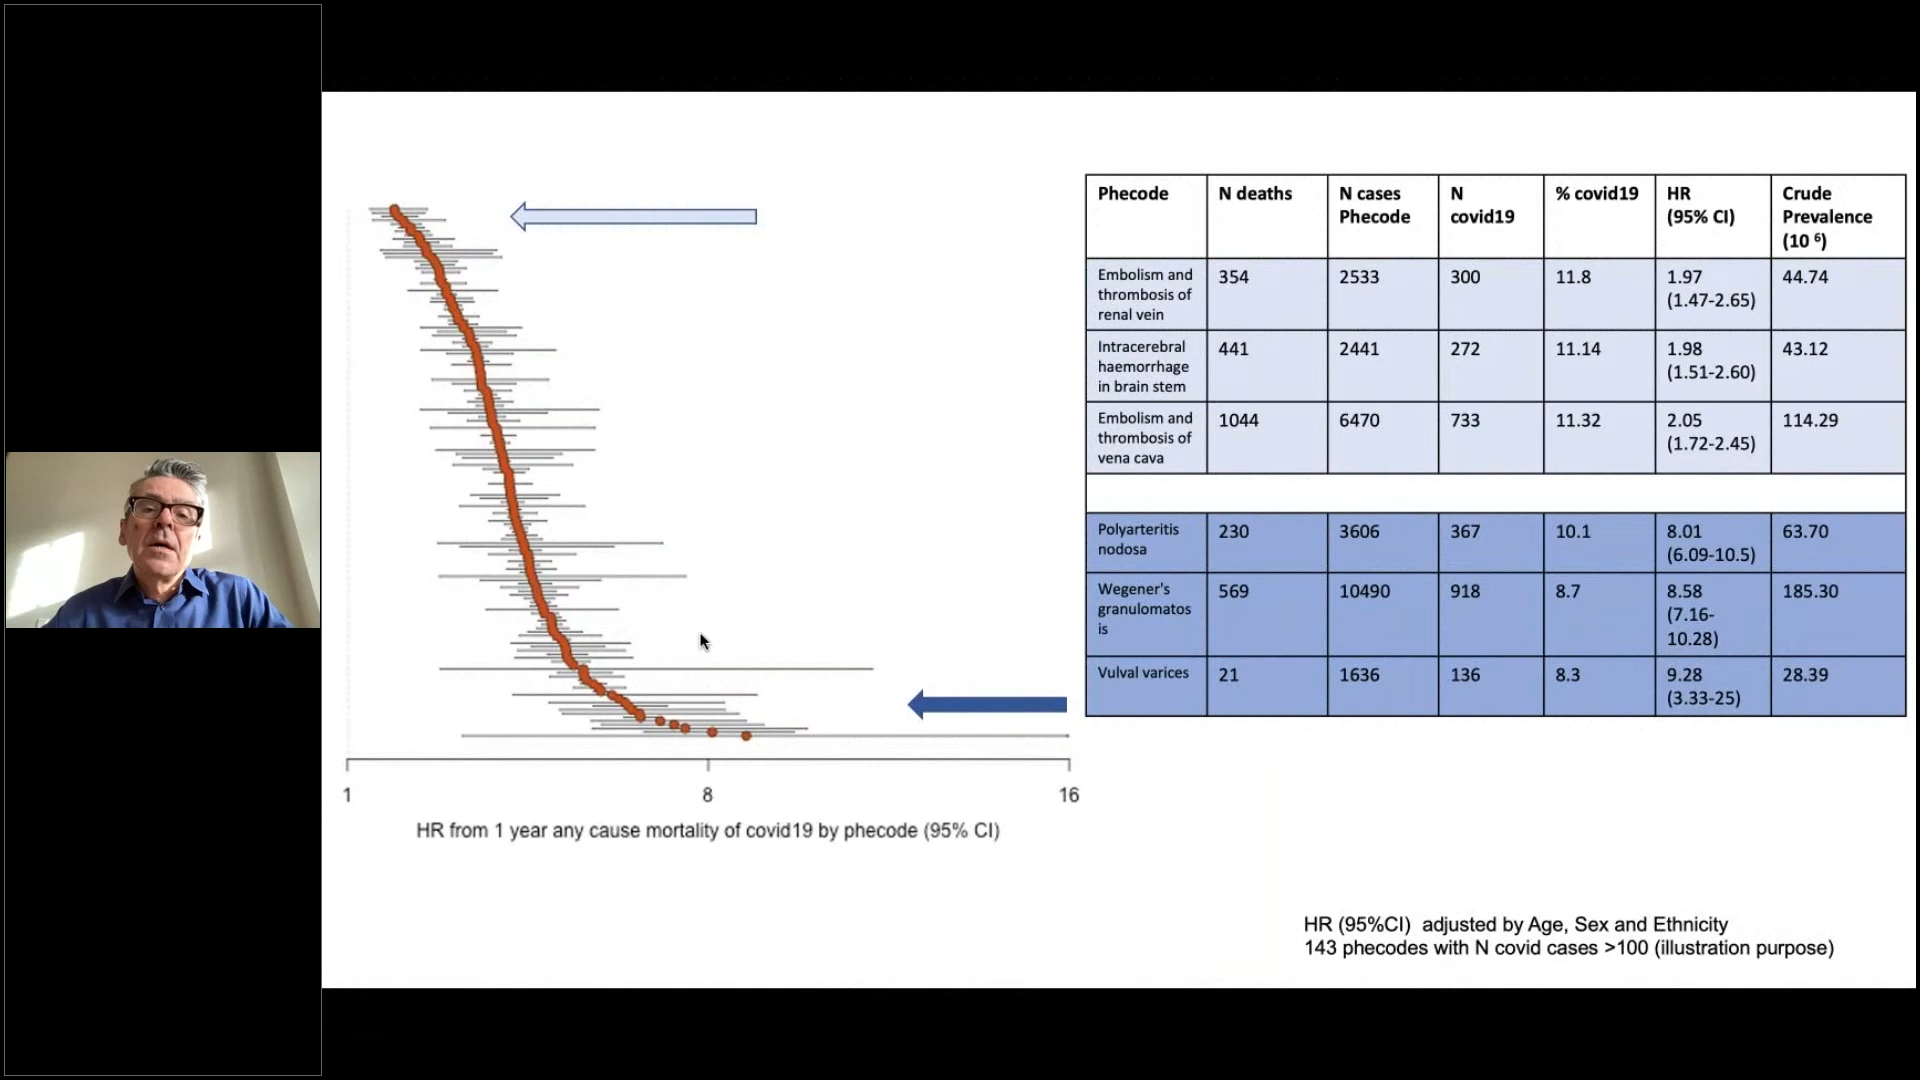 Phecode N deaths N cases Phecode N covid19 % covid19 HR (95% CI) Crude Prevalence (10 6)
Embolism and thrombosis of renal vein 354 2533 300 11.8 1.97 (1.47-2.65) 44.74
Intracerebral haemorrhage in brain stem 441 2441 272 11.14 1.98 (1.51-2.60) 43.12
Embolism and thrombosis of vena cava 1044 6470 733 11.32 2.05 (1.72-2.45) 114.29
Polyarteritis nodosa 230 3606 367 10.1 8.01 (6.09-10.5) 63.70
Wegener's granulomatos is 569 10490 918 8.7 8.58 (7.16-10.28) 185.30
Vulval varices 21 1636 136 8.3 9.28 (3.33-25) 28.39
1 8 16
HR from 1 year any cause mortality of covid19 by phecode (95% CI)
HR (95%CI) adjusted by Age, Sex and Ethnicity
143 phecodes with N covid cases >100 (illustration purpose)